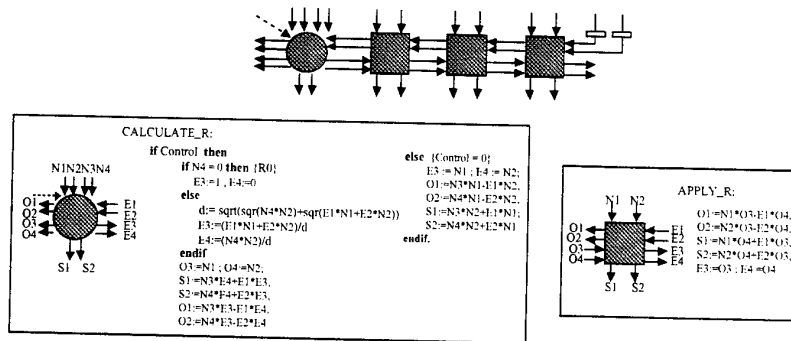 CALCULATE_R:
if Control then
if N4 = 0 then {R0}
E3:=1 , E4:=0
else
d:= sqrt(sqr(N4*N2)+sqr(E1*N1+E2*N2))
E3:=(E1*N1+E2*N2)/d
E4:=(N4*N2)/d
endif
O3:=N1 ; O4:=N2;
S1:=N3*E4+E1*E3,
S2:=N4*E4+E2*E3,
O1:=N3*E3-E1*E4,
O2:=N4*E3-E2*E4
else {Control = 0}
E3 := N1 ; E4 := N2;
O1:=N3*N1-E1*N2,
O2:=N4*N1-E2*N2,
S1:=N3*N2+E1*N1;
S2:=N4*N2+E2*N1
endif.
N1N2N3N4
O1
O2
O3
O4
E1
E2
E3
E4
S1 S2
APPLY_R:
N1 N2
O1
O2
O3
O4
E1
E2
E3
E4
S1 S2
O1:=N1*O3-E1*O4,
O2:=N2*O3-E2*O4,
S1:=N1*O4+E1*O3,
S2:=N2*O4+E2*O3,
E3:=O3 ; E4:=O4